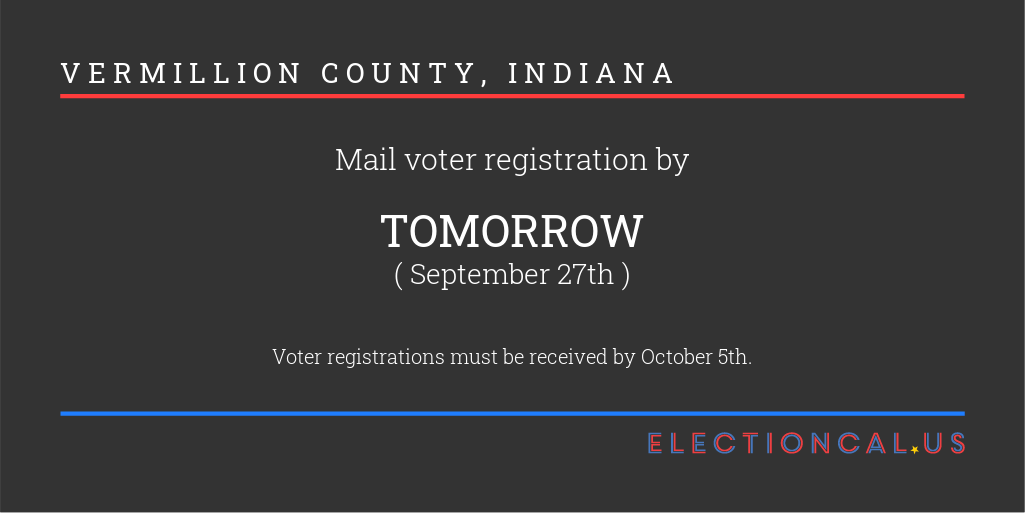 VERMILLION COUNTY, INDIANA
Mail voter registration by
TOMORROW
( September 27th )
Voter registrations must be received by October 5th.
ELECTIONCAL.US